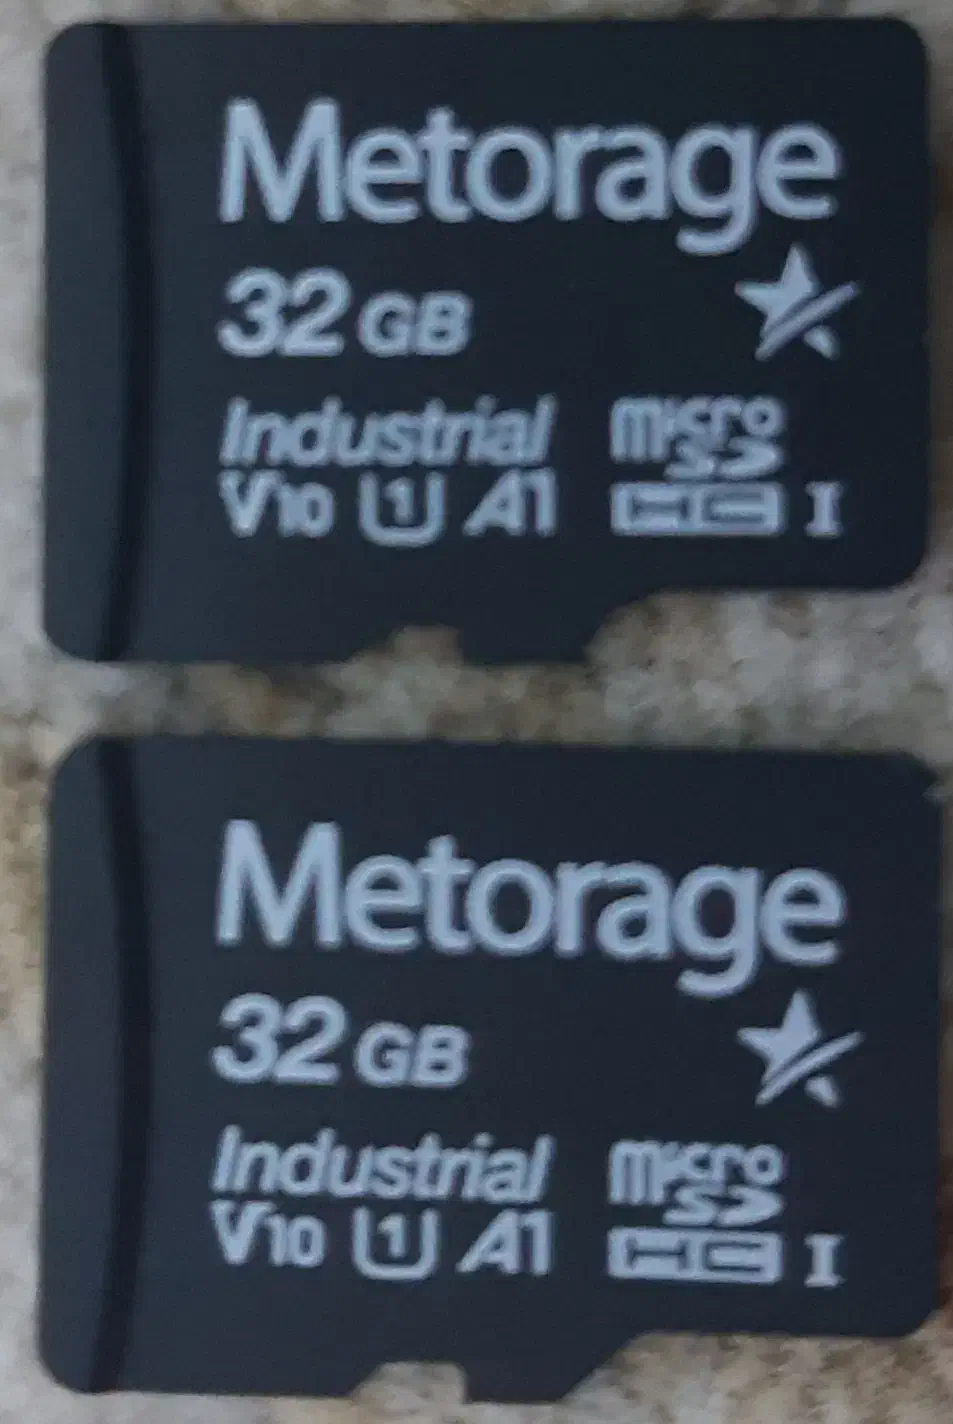 Metorage
32 GB
Industrial
V10 U1 A1
micro
SD
HC I
Metorage
32 GB
Industrial
V10 U1 A1
micro
SD
HC I